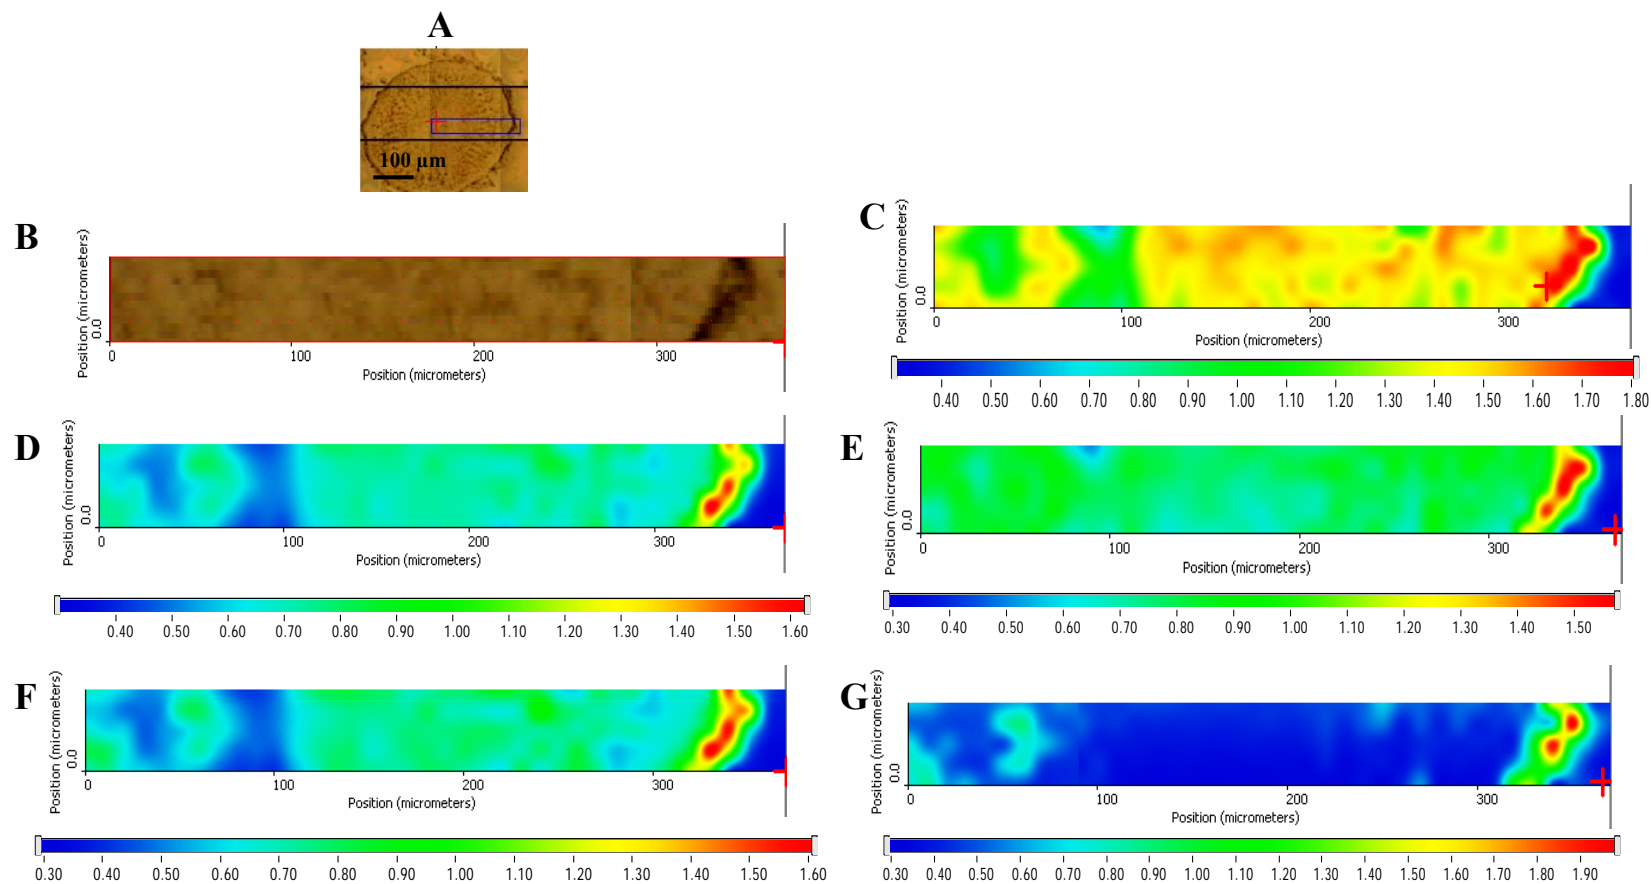 A
100 µm
B
Position (micrometers)
0.0
0 100 200 300
Position (micrometers)
C
Position (micrometers)
0.0
0 100 200 300
Position (micrometers)
0.40 0.50 0.60 0.70 0.80 0.90 1.00 1.10 1.20 1.30 1.40 1.50 1.60 1.70 1.80
D
Position (micrometers)
0.0
0 100 200 300
Position (micrometers)
0.40 0.50 0.60 0.70 0.80 0.90 1.00 1.10 1.20 1.30 1.40 1.50 1.60
E
Position (micrometers)
0.0
0 100 200 300
Position (micrometers)
0.30 0.40 0.50 0.60 0.70 0.80 0.90 1.00 1.10 1.20 1.30 1.40 1.50
F
Position (micrometers)
0.0
0 100 200 300
Position (micrometers)
0.30 0.40 0.50 0.60 0.70 0.80 0.90 1.00 1.10 1.20 1.30 1.40 1.50 1.60
G
Position (micrometers)
0.0
0 100 200 300
Position (micrometers)
0.30 0.40 0.50 0.60 0.70 0.80 0.90 1.00 1.10 1.20 1.30 1.40 1.50 1.60 1.70 1.80 1.90